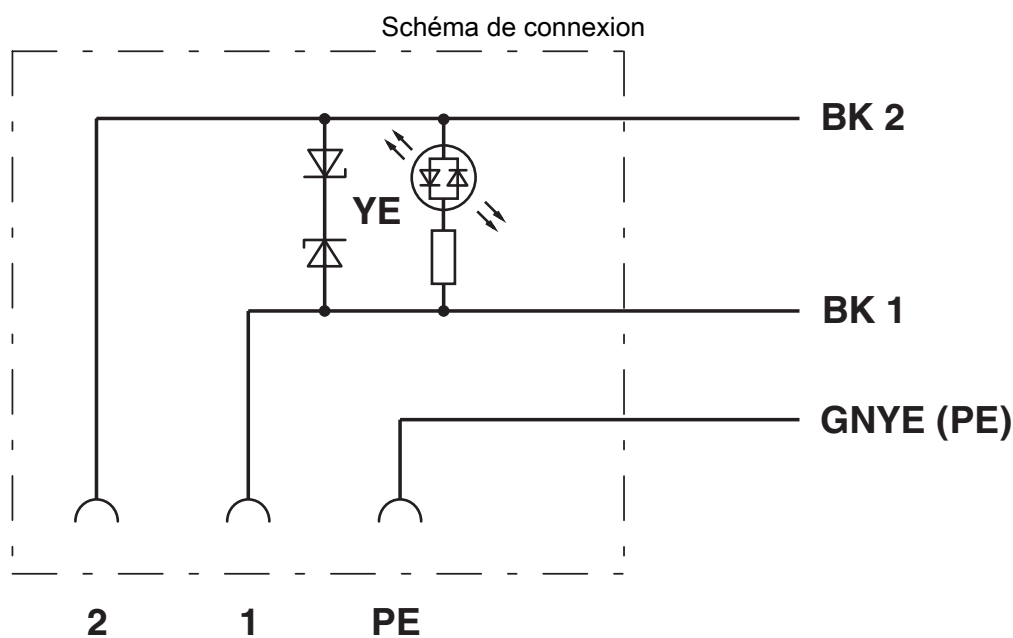 Schéma de connexion
BK 2
YE
BK 1
GNYE (PE)
2 1 PE